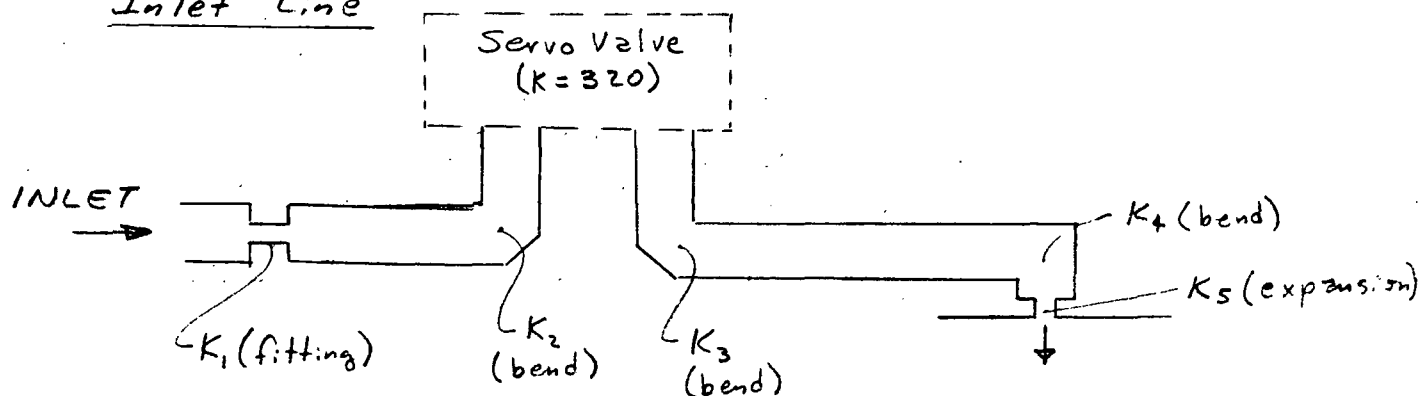 Inlet Line
Servo Valve
(K = 320)
INLET
K4 (bend)
K5 (expansion)
K1 (fitting)
K2
(bend)
K3
(bend)